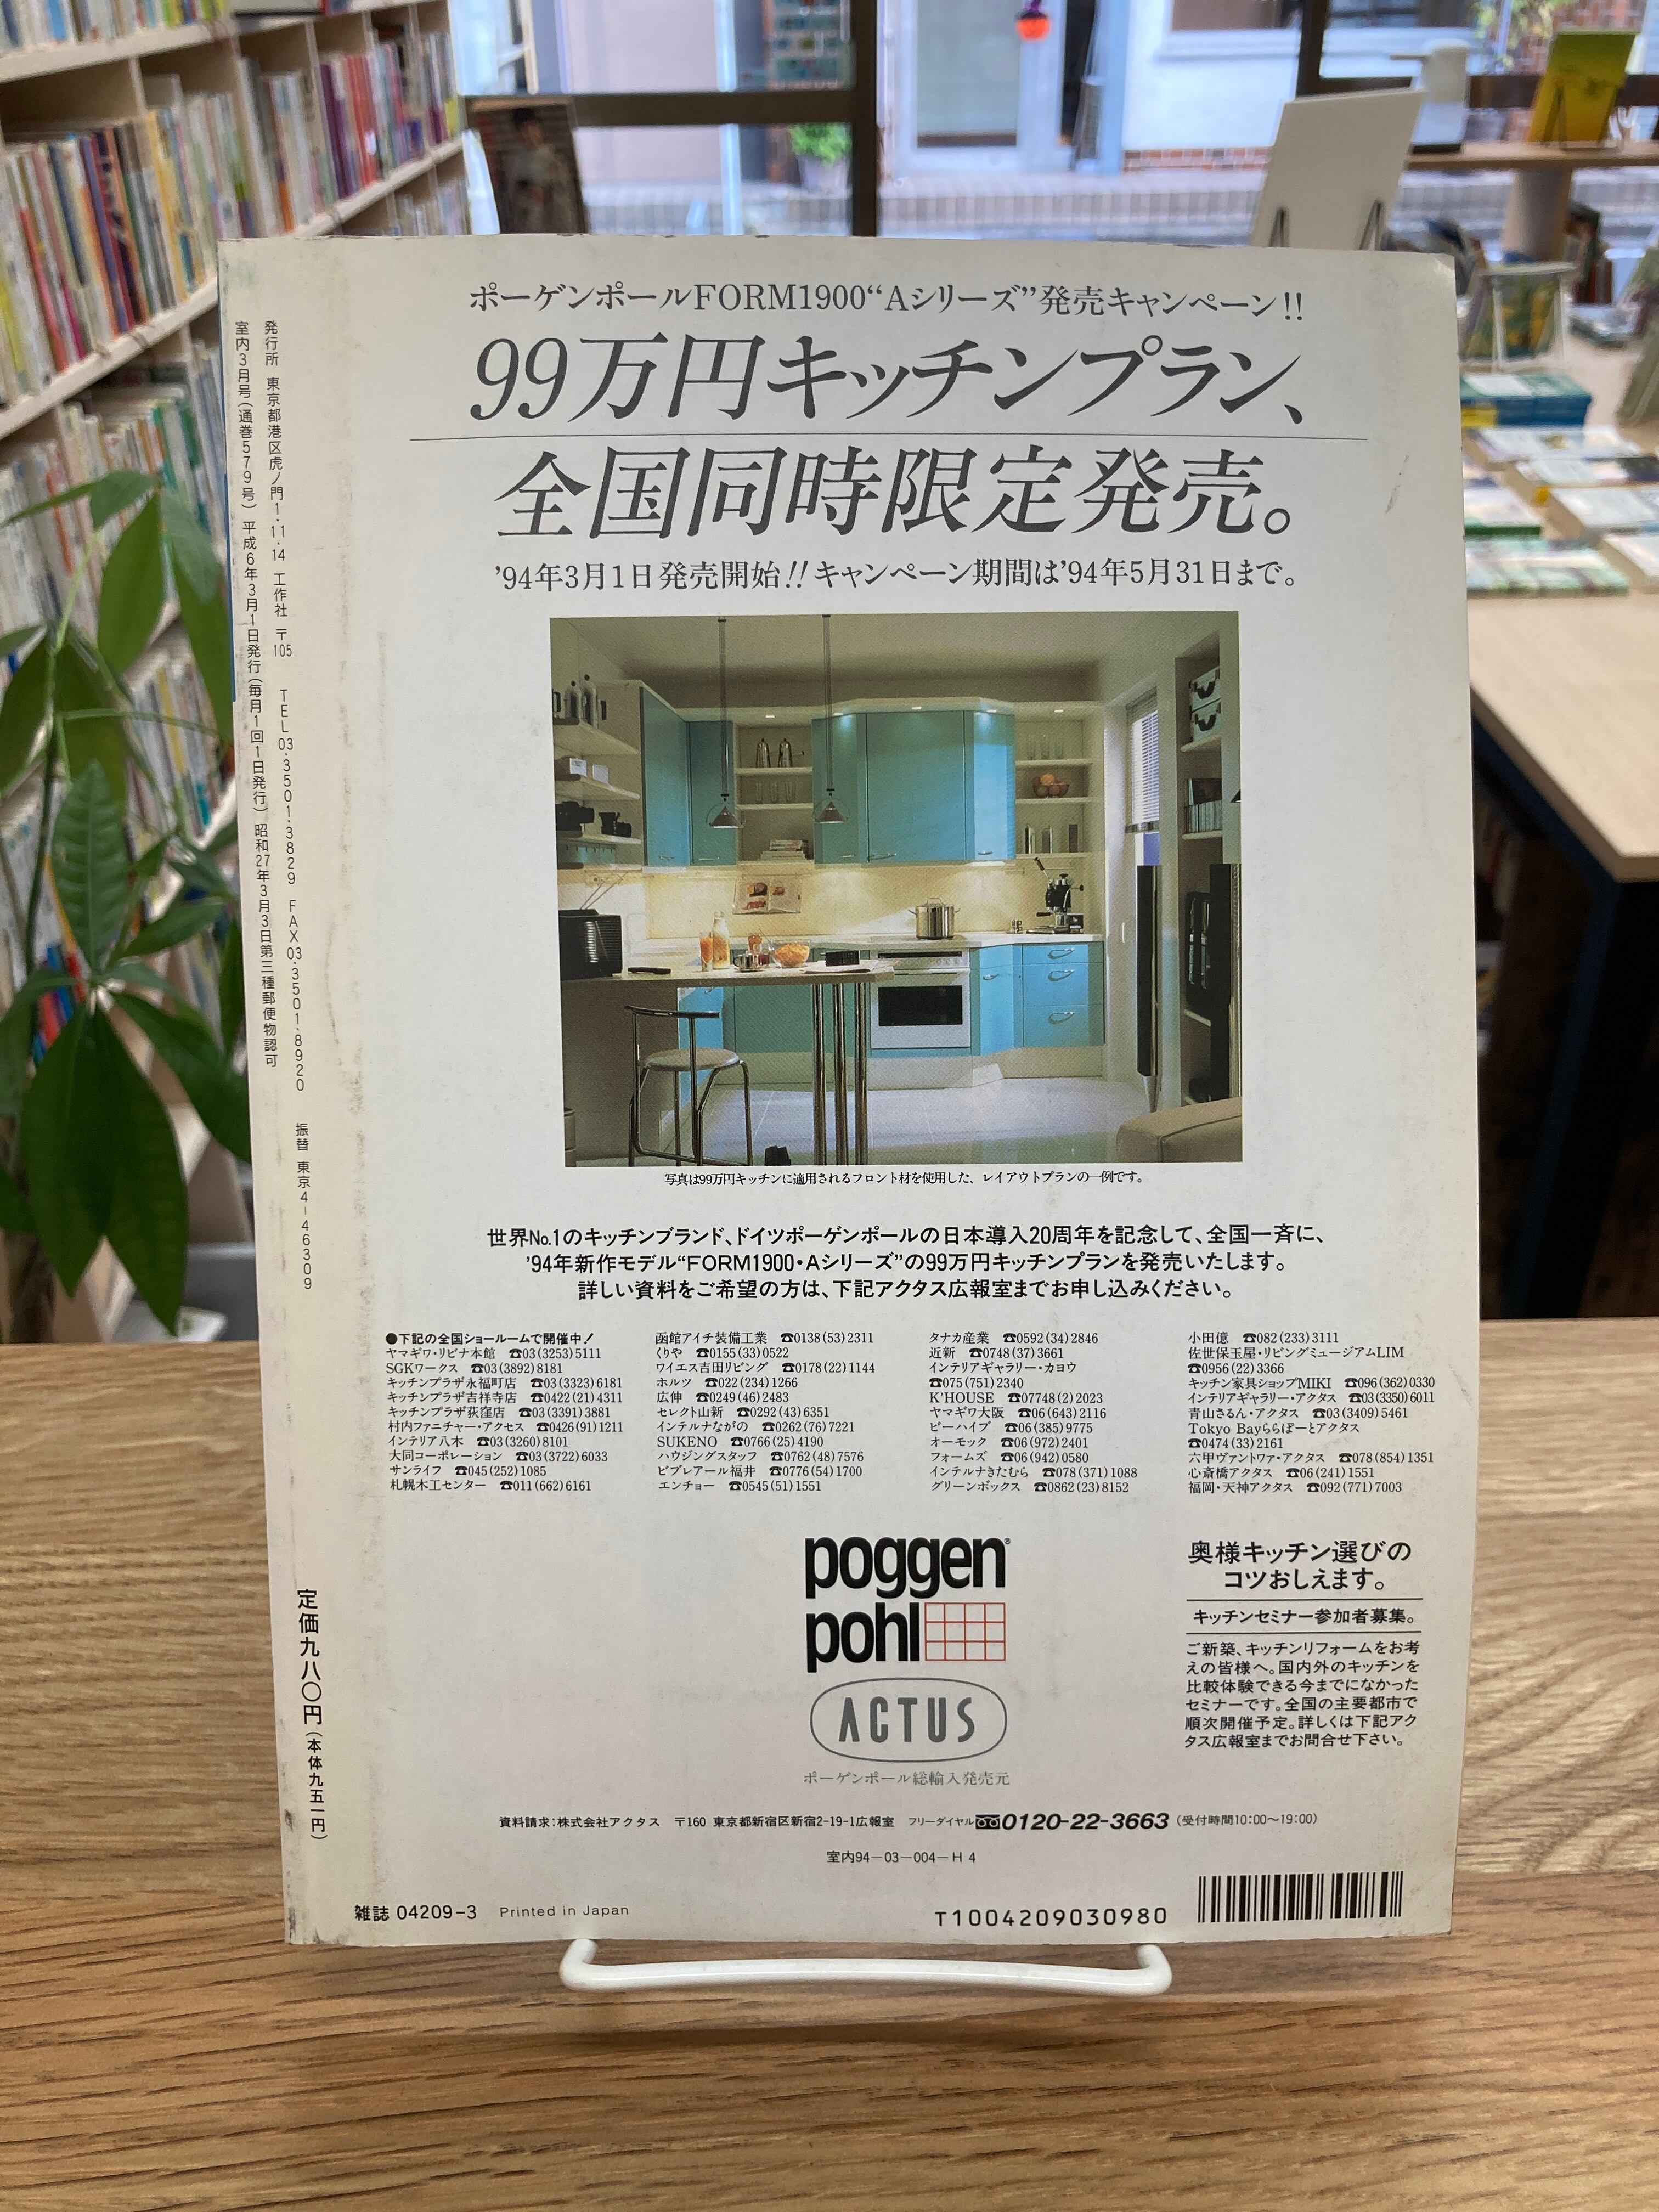 ポーゲンポールFORM1900“Aシリーズ”発売キャンペーン!!
99万円キッチンプラン、
全国同時限定発売。
’94年3月1日発売開始!!キャンペーン期間は’94年5月31日まで。
写真は99万円キッチンに適用されるフロント材を使用した、レイアウトプランの一例です。
世界No.1のキッチンブランド、ドイツポーゲンポールの日本導入20周年を記念して、全国一斉に、
’94年新作モデル“FORM1900・Aシリーズ”の99万円キッチンプランを発売いたします。
詳しい資料をご希望の方は、下記アクタス広報室までお申し込みください。
●下記の全国ショールームで開催中!
ヤマギワ・リビナ本館 ☎03(3253)5111
SGKワークス ☎03(3892)8181
キッチンプラザ永福町店 ☎03(3323)6181
キッチンプラザ吉祥寺店 ☎0422(21)4311
キッチンプラザ荻窪店 ☎03(3391)3881
村内ファニチャー・アクセス ☎0426(91)1211
インテリア八木 ☎03(3260)8101
大同コーポレーション ☎03(3722)6033
サンライフ ☎045(252)1085
札幌木工センター ☎011(662)6161
函館アイチ装備工業 ☎0138(53)2311
くりや ☎0155(33)0522
ワイエス吉田リビング ☎0178(22)1144
ホルツ ☎022(234)1266
広伸 ☎0249(46)2483
セレクト山新 ☎0292(43)6351
インテルナながの ☎0262(76)7221
SUKENO ☎0766(25)4190
ハウジングスタッフ ☎0762(48)7576
ビブレアール福井 ☎0776(54)1700
エンチョー ☎0545(51)1551
タナカ産業 ☎0592(34)2846
近新 ☎0748(37)3661
インテリアギャラリー・カヨウ
☎075(751)2340
K’HOUSE ☎07748(2)2023
ヤマギワ大阪 ☎06(643)2116
ビーハイブ ☎06(385)9775
オーモック ☎06(972)2401
フォームズ ☎06(942)0580
インテルナきたむら ☎078(371)1088
グリーンボックス ☎0862(23)8152
小田億 ☎082(233)3111
佐世保玉屋・リビングミュージアムLIM
☎0956(22)3366
キッチン家具ショップMIKI ☎096(362)0330
インテリアギャラリー・アクタス ☎03(3350)6011
青山さるん・アクタス ☎03(3409)5461
Tokyo Bayららぽーとアクタス
☎0474(33)2161
六甲ヴァントワァ・アクタス ☎078(854)1351
心斎橋アクタス ☎06(241)1551
福岡・天神アクタス ☎092(771)7003
poggen®
pohl
ACTUS
ポーゲンポール総輸入発売元
奥様キッチン選びの
コツおしえます。
キッチンセミナー参加者募集。
ご新築、キッチンリフォームをお考
えの皆様へ。国内外のキッチンを
比較体験できる今までになかった
セミナーです。全国の主要都市で
順次開催予定。詳しくは下記アク
タス広報室までお問合せ下さい。
資料請求:株式会社アクタス 〒160 東京都新宿区新宿2-19-1広報室 フリーダイヤル 0120-22-3663 (受付時間10:00〜19:00)
室内94−03−004−H4
雑誌 04209−3 Printed in Japan
T1004209030980
発行所 東京都港区虎ノ門1・11・14 工作社 〒105 TEL03・3501・3829 FAX03・3501・8920 振替 東京4−46309
室内3月号(通巻579号) 平成6年3月1日発行(毎月1回1日発行) 昭和27年3月3日第三種郵便物認可
定価九八〇円(本体九五一円)